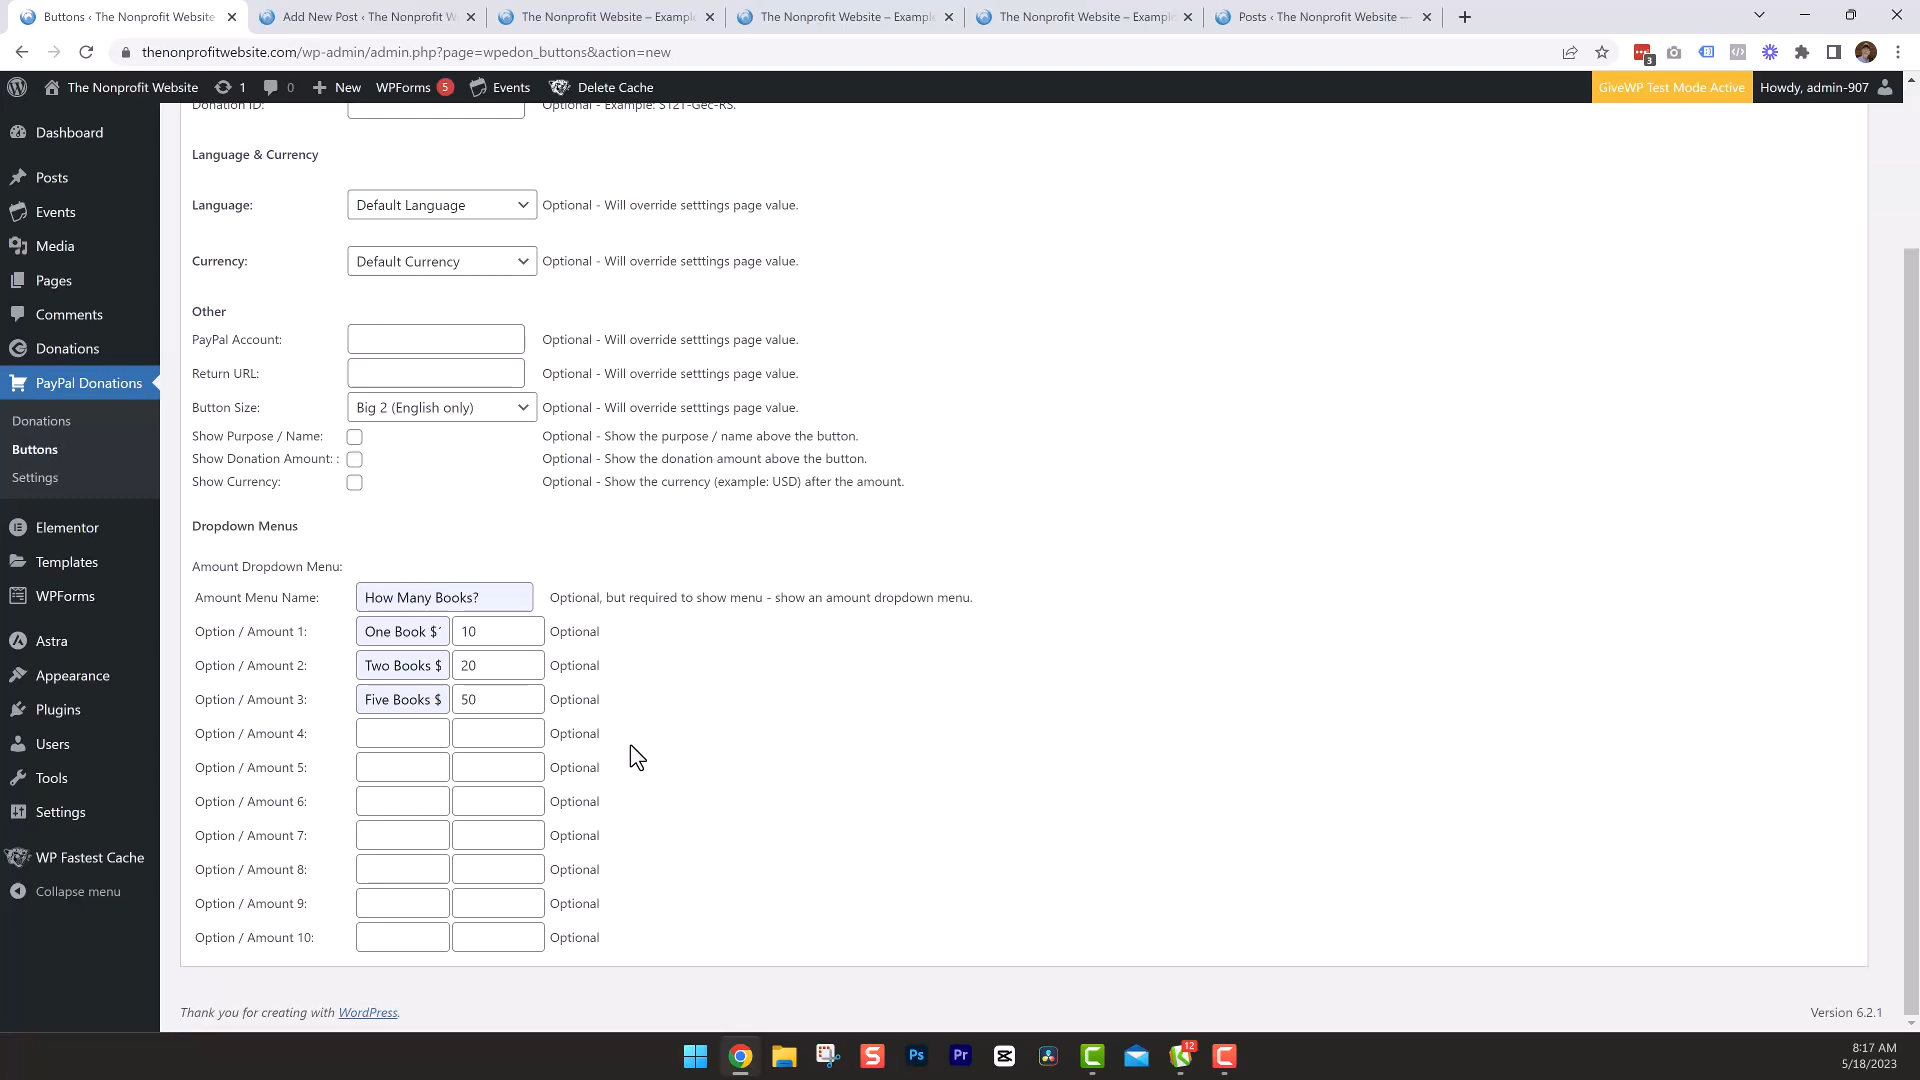 Buttons ‹ The Nonprofit Website
Add New Post ‹ The Nonprofit W
The Nonprofit Website – Exampl
The Nonprofit Website – Exampl
The Nonprofit Website – Exampl
Posts ‹ The Nonprofit Website —
thenonprofitwebsite.com/wp-admin/admin.php?page=wpedon_buttons&action=new
3
The Nonprofit Website
1
0
New
WPForms 5
Events
Delete Cache
GiveWP Test Mode Active
Howdy, admin-907
Dashboard
Posts
Events
Media
Pages
Comments
Donations
PayPal Donations
Donations
Buttons
Settings
Elementor
Templates
WPForms
Astra
Appearance
Plugins
Users
Tools
Settings
WP Fastest Cache
Collapse menu
Donation ID: Optional - Example: S12T-Gec-RS.
Language & Currency
Language: Default Language Optional - Will override setttings page value.
Currency: Default Currency Optional - Will override setttings page value.
Other
PayPal Account: Optional - Will override setttings page value.
Return URL: Optional - Will override setttings page value.
Button Size: Big 2 (English only) Optional - Will override setttings page value.
Show Purpose / Name: Optional - Show the purpose / name above the button.
Show Donation Amount: : Optional - Show the donation amount above the button.
Show Currency: Optional - Show the currency (example: USD) after the amount.
Dropdown Menus
Amount Dropdown Menu:
Amount Menu Name: How Many Books? Optional, but required to show menu - show an amount dropdown menu.
Option / Amount 1: One Book $ 10 Optional
Option / Amount 2: Two Books $ 20 Optional
Option / Amount 3: Five Books $ 50 Optional
Option / Amount 4: Optional
Option / Amount 5: Optional
Option / Amount 6: Optional
Option / Amount 7: Optional
Option / Amount 8: Optional
Option / Amount 9: Optional
Option / Amount 10: Optional
Thank you for creating with WordPress.
Version 6.2.1
S
Ps
Pr
C
12
C
8:17 AM
5/18/2023